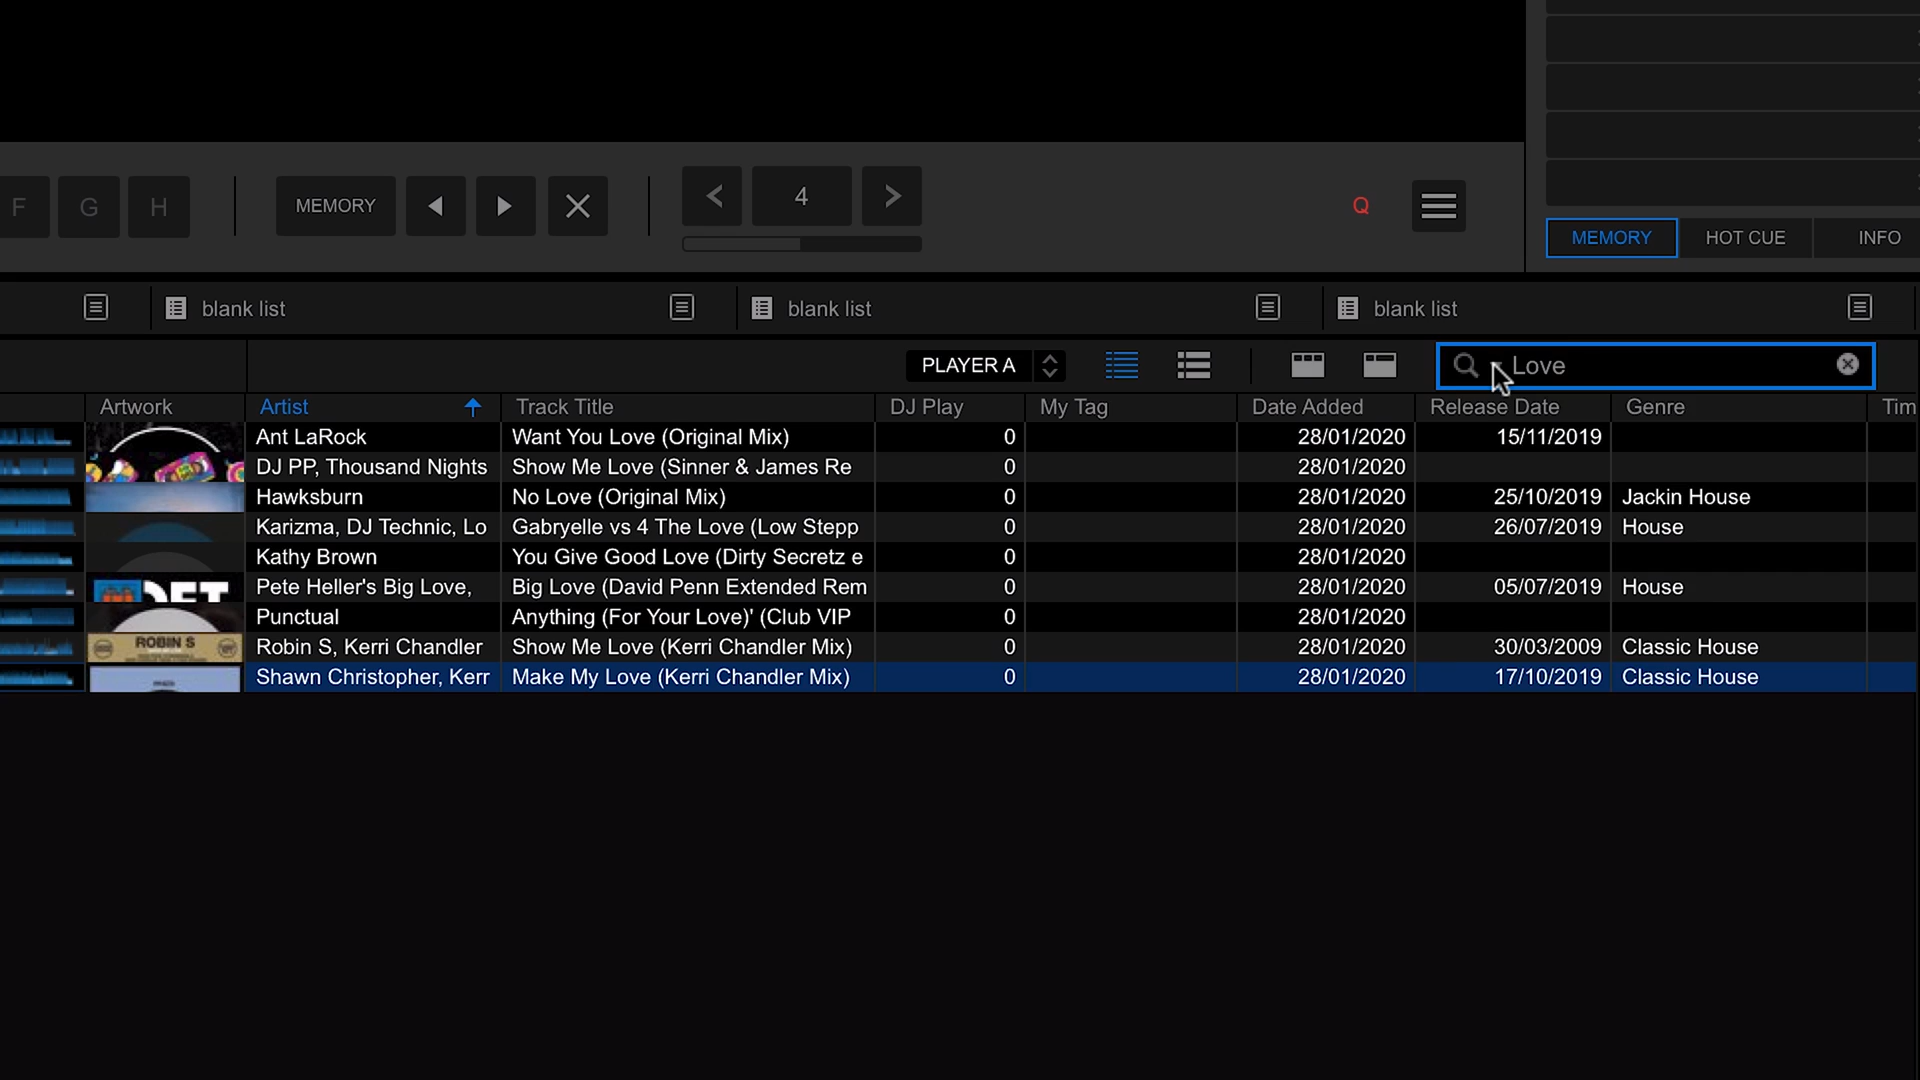 F G H MEMORY 4 Q
MEMORY HOT CUE INFO
blank list blank list blank list
PLAYER A Love
Artwork Artist Track Title DJ Play My Tag Date Added Release Date Genre Tim
Ant LaRock Want You Love (Original Mix) 0 28/01/2020 15/11/2019
DJ PP, Thousand Nights Show Me Love (Sinner & James Re 0 28/01/2020
Hawksburn No Love (Original Mix) 0 28/01/2020 25/10/2019 Jackin House
Karizma, DJ Technic, Lo Gabryelle vs 4 The Love (Low Stepp 0 28/01/2020 26/07/2019 House
Kathy Brown You Give Good Love (Dirty Secretz e 0 28/01/2020
Pete Heller's Big Love, Big Love (David Penn Extended Rem 0 28/01/2020 05/07/2019 House
Punctual Anything (For Your Love)' (Club VIP 0 28/01/2020
ROBIN S Robin S, Kerri Chandler Show Me Love (Kerri Chandler Mix) 0 28/01/2020 30/03/2009 Classic House
Shawn Christopher, Kerr Make My Love (Kerri Chandler Mix) 0 28/01/2020 17/10/2019 Classic House